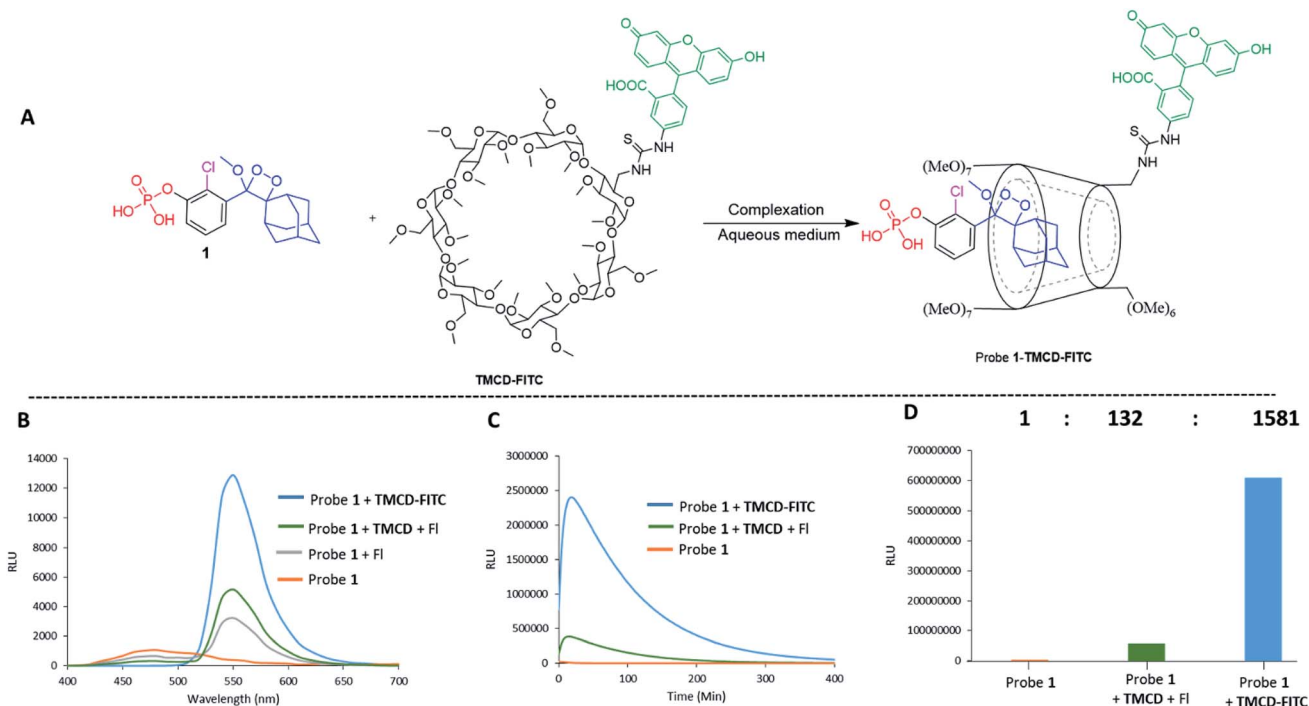 A
O
O
OH
HOOC
S
NH
NH
O
P
O
HO
OH
Cl
O
O
O
1
+
TMCD-FITC
Complexation
Aqueous medium
O
O
OH
HOOC
S
NH
NH
(MeO)7
O
P
O
HO
OH
Cl
O
O
O
(MeO)7
(OMe)6
Probe 1-TMCD-FITC
B
14000
12000
10000
8000
6000
4000
2000
0
RLU
400 450 500 550 600 650 700
Wavelength (nm)
Probe 1 + TMCD-FITC
Probe 1 + TMCD + Fl
Probe 1 + Fl
Probe 1
C
3000000
2500000
2000000
1500000
1000000
500000
0
RLU
0 100 200 300 400
Time (Min)
Probe 1 + TMCD-FITC
Probe 1 + TMCD + Fl
Probe 1
D
1 : 132 : 1581
700000000
600000000
500000000
400000000
300000000
200000000
100000000
0
RLU
Probe 1
Probe 1
+ TMCD + Fl
Probe 1
+ TMCD-FITC